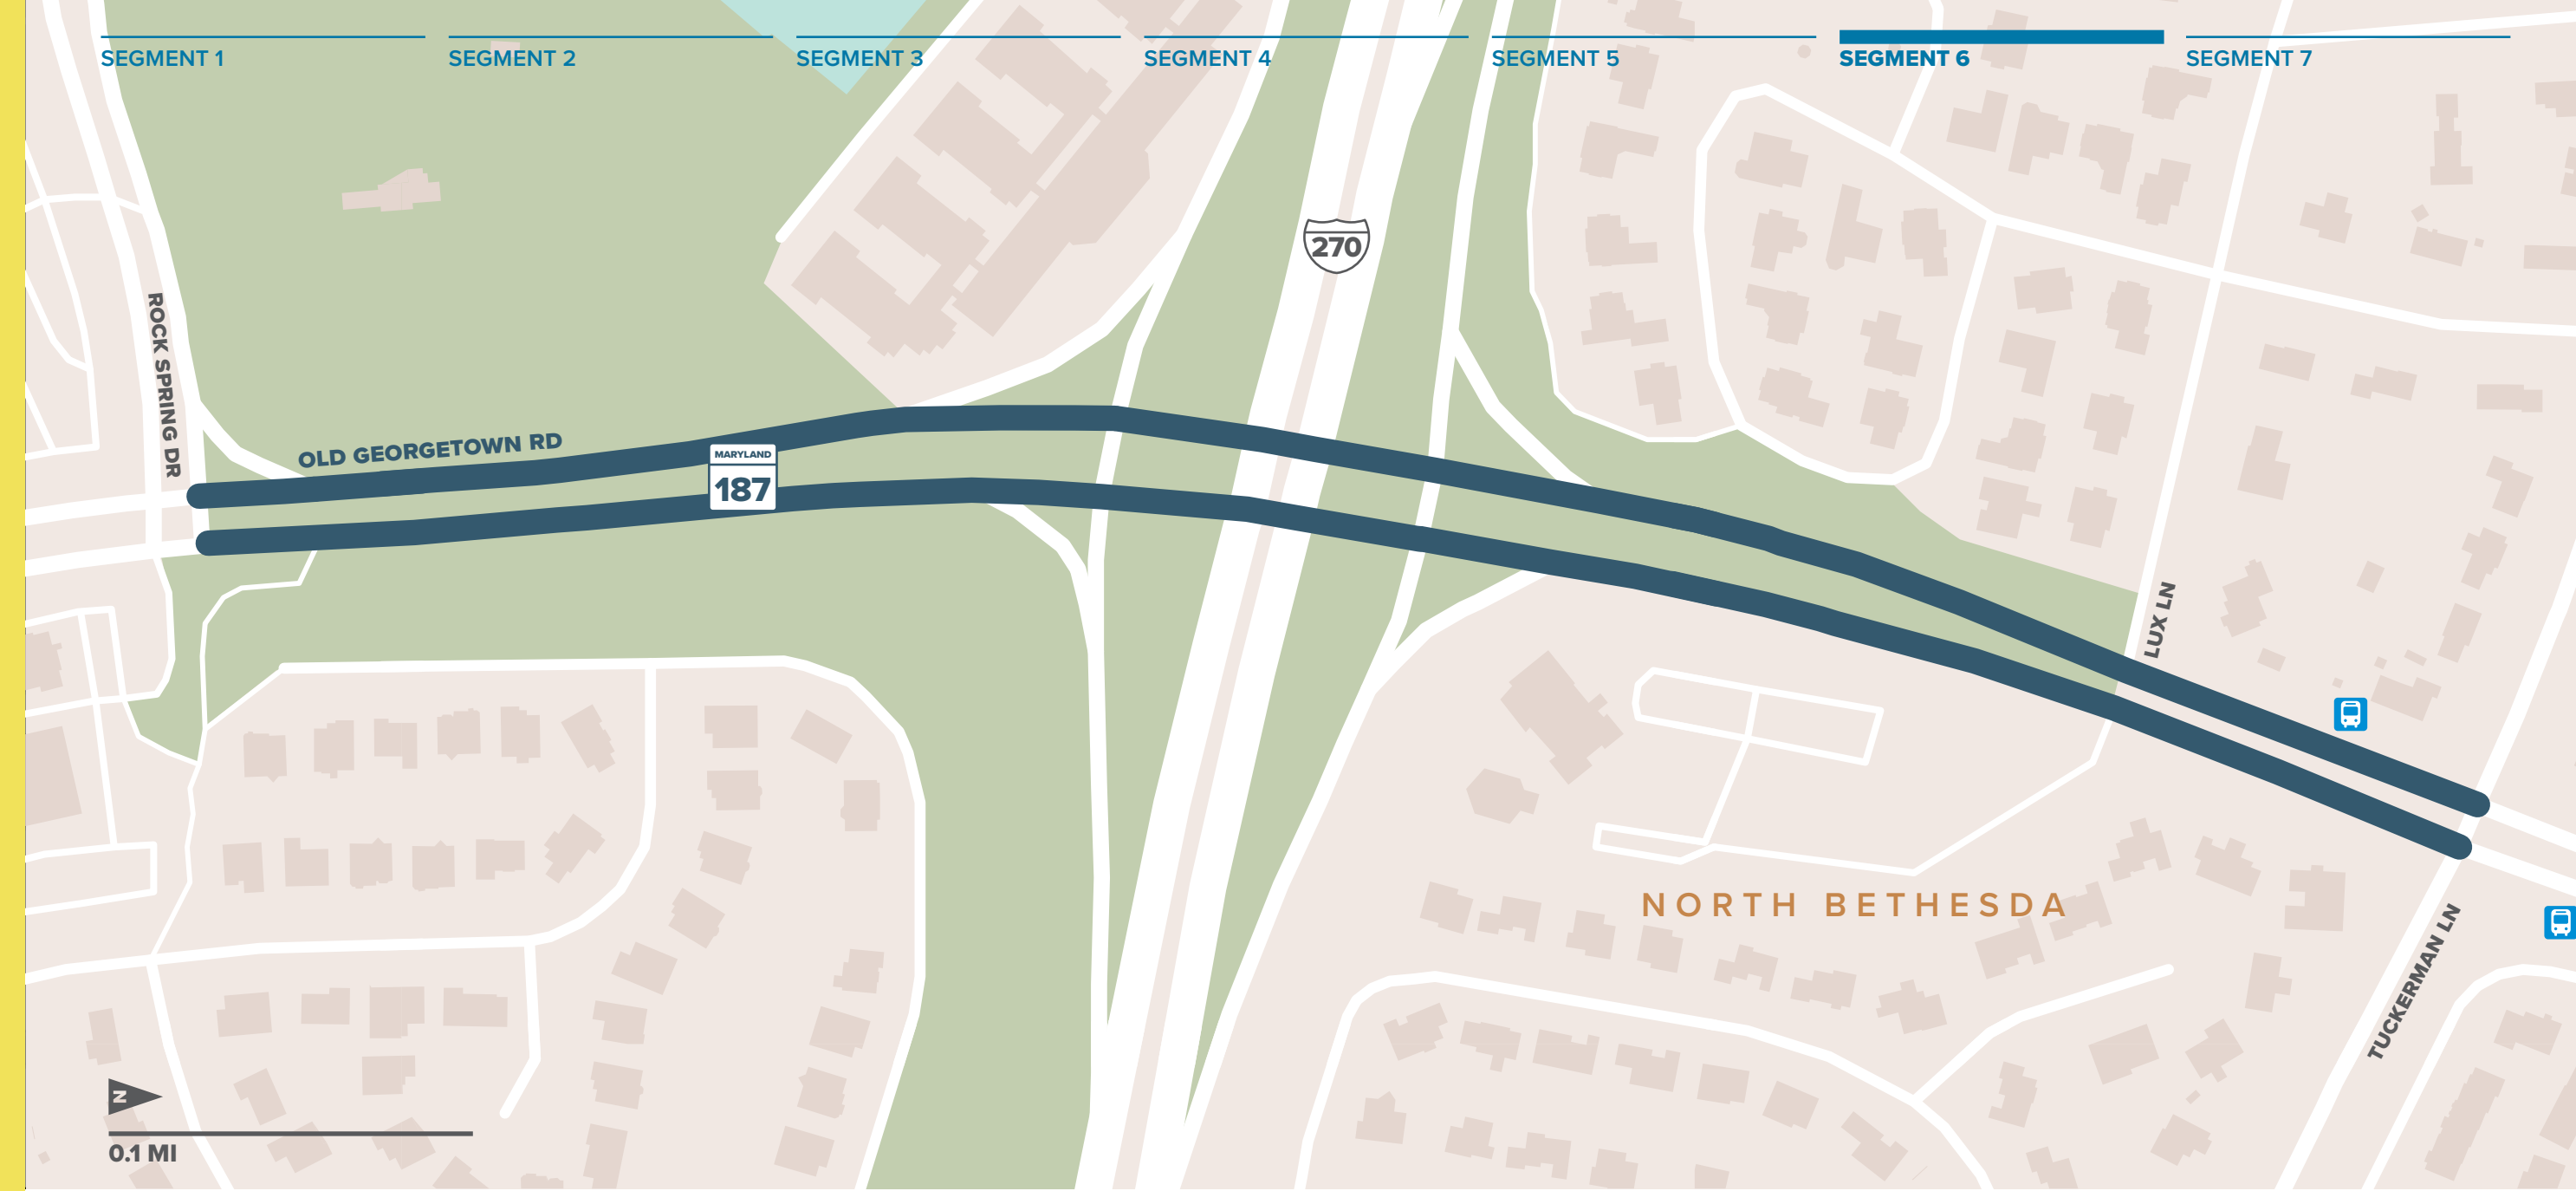 SEGMENT 1
SEGMENT 2
SEGMENT 3
SEGMENT 4
SEGMENT 5
SEGMENT 6
SEGMENT 7
270
ROCK SPRING DR
OLD GEORGETOWN RD
MARYLAND
187
LUX LN
NORTH BETHESDA
TUCKERMAN LN
N
0.1 MI